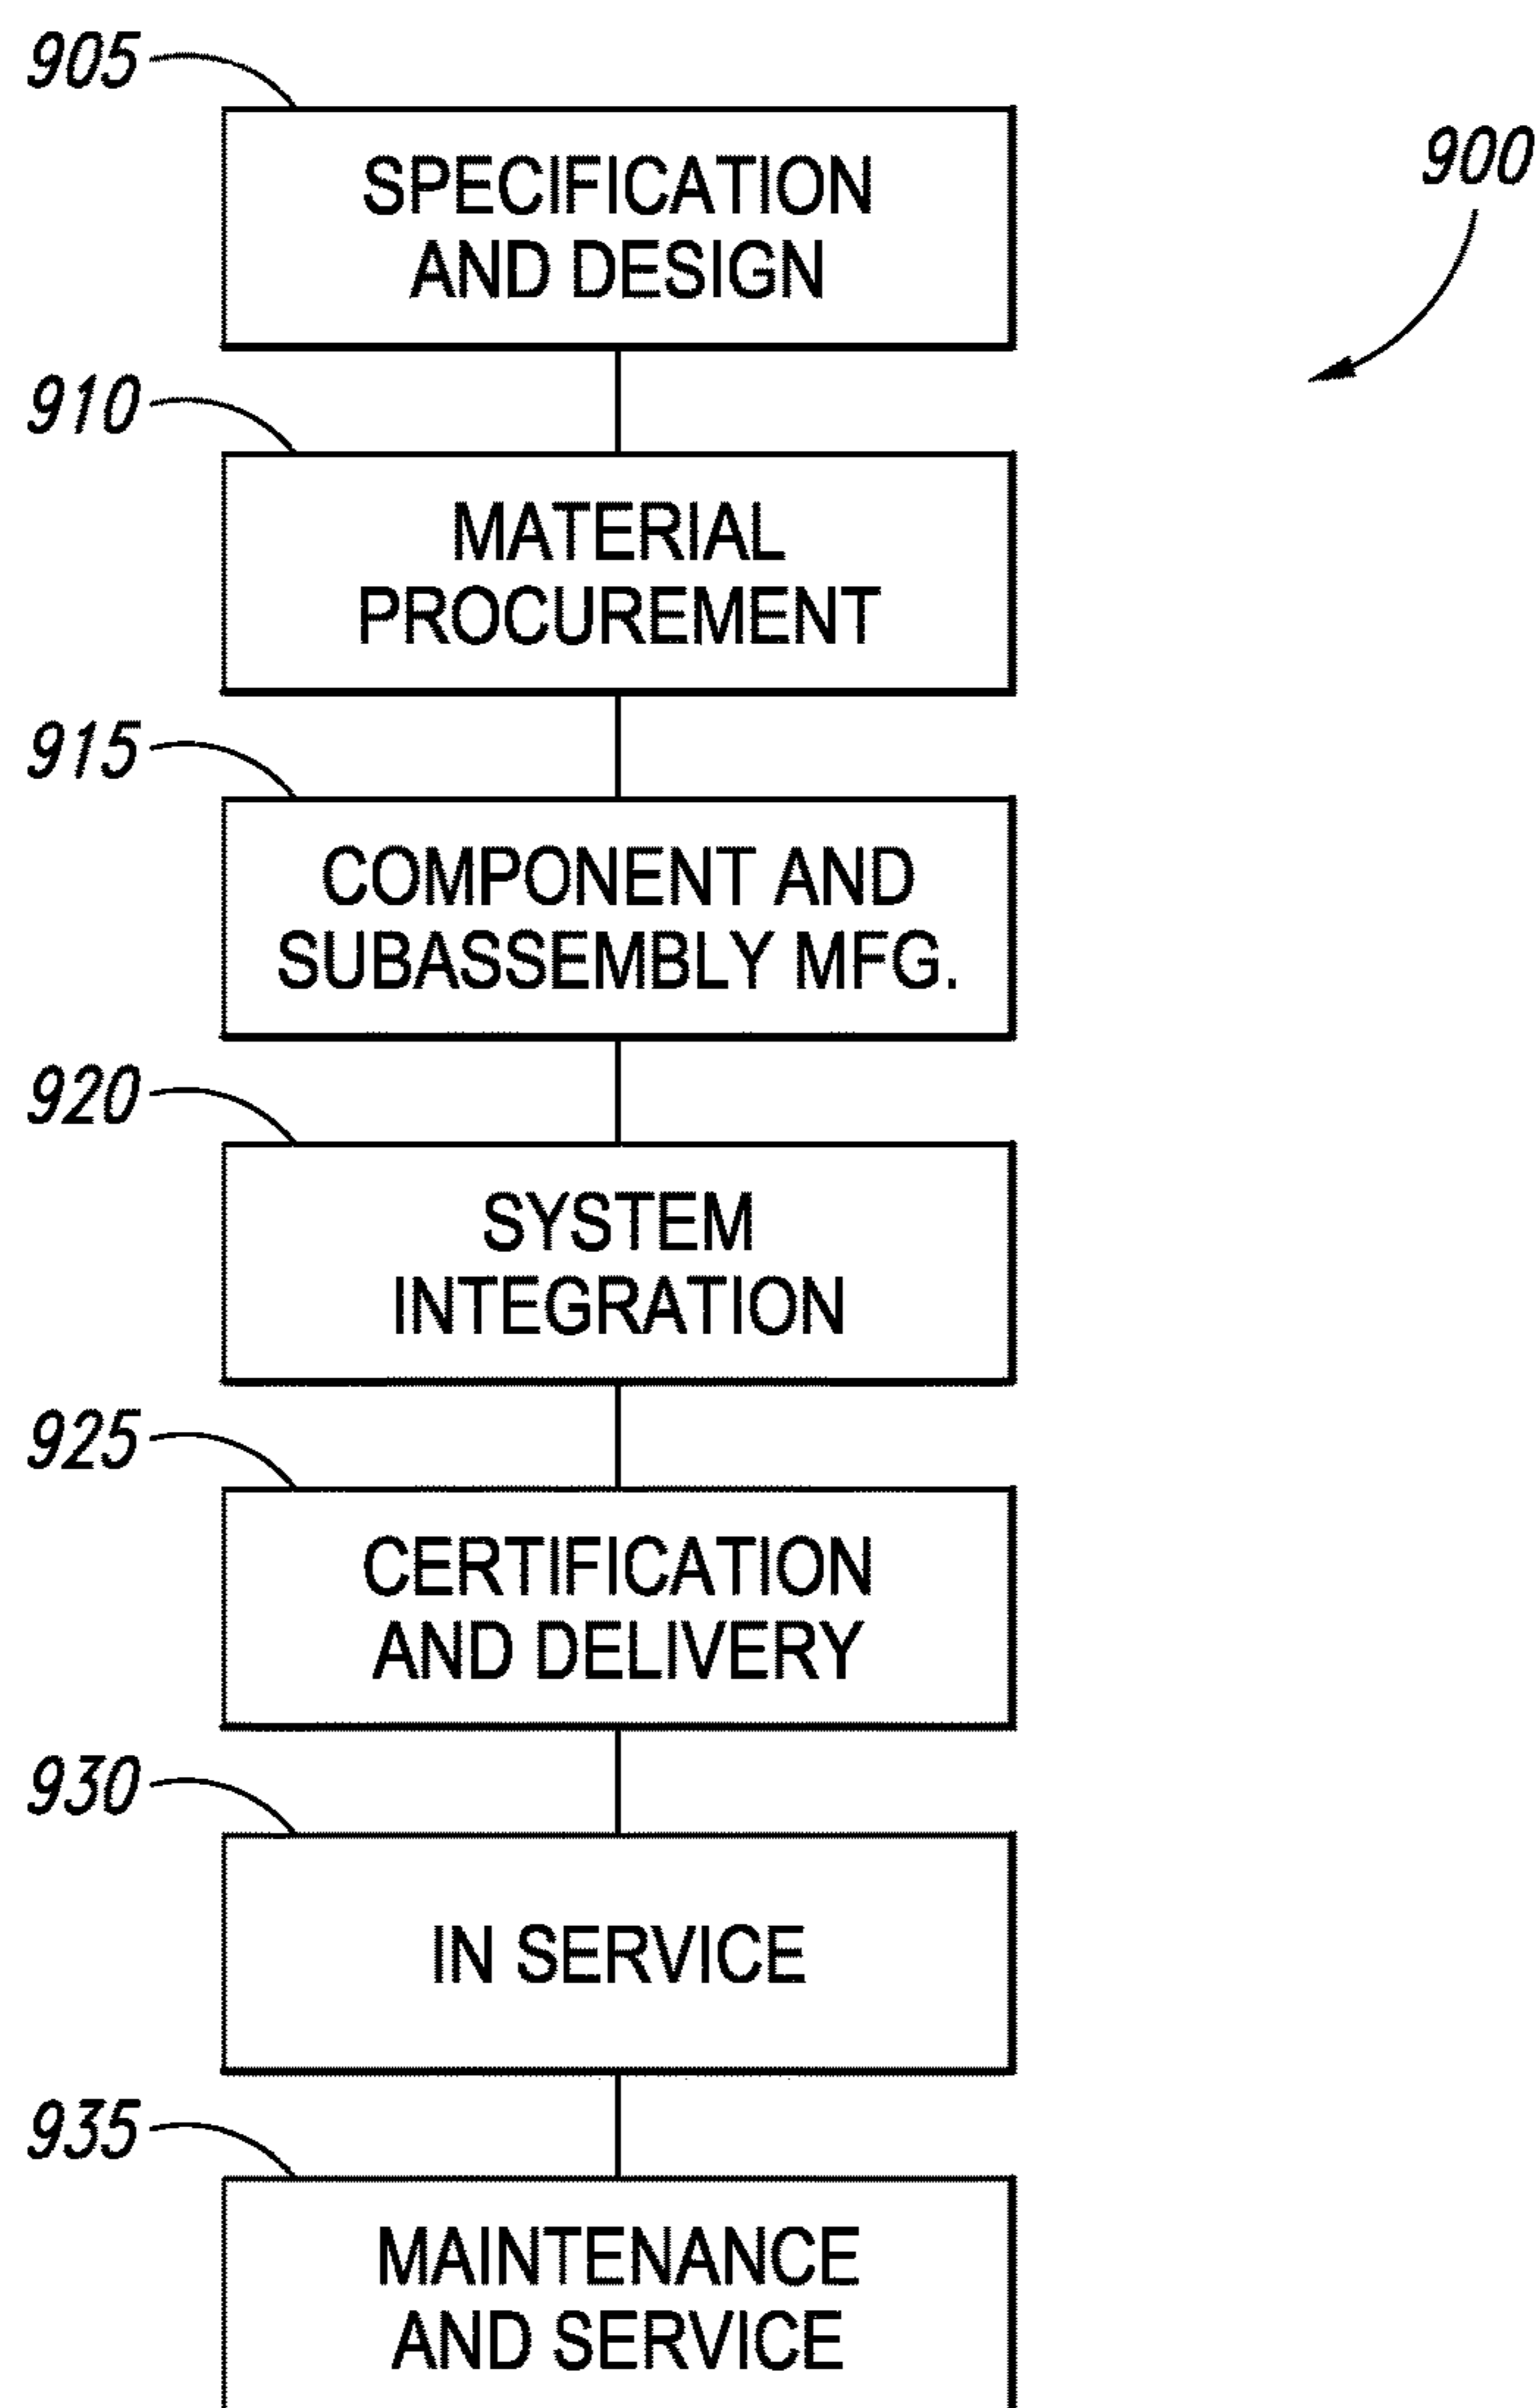 905
SPECIFICATION
AND DESIGN
900
910
MATERIAL
PROCUREMENT
915
COMPONENT AND
SUBASSEMBLY MFG.
920
SYSTEM
INTEGRATION
925
CERTIFICATION
AND DELIVERY
930
IN SERVICE
935
MAINTENANCE
AND SERVICE